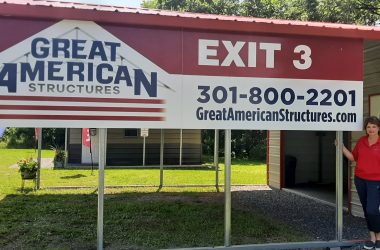 GREAT
AMERICAN
STRUCTURES
EXIT 3
301-800-2201
GreatAmericanStructures.com